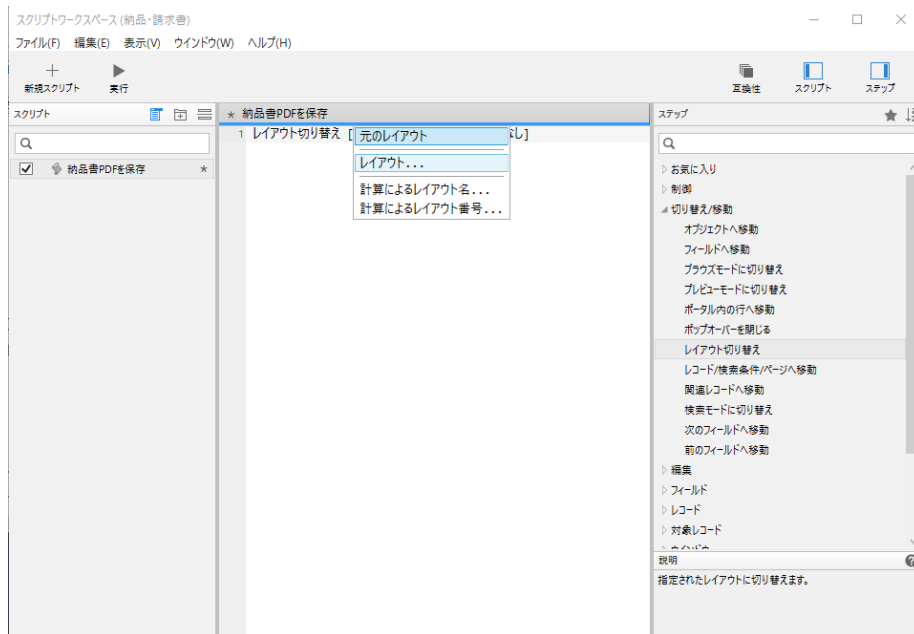 スクリプトワークスペース (納品・請求書)
ファイル(F) 編集(E) 表示(V) ウインドウ(W) ヘルプ(H)
新規スクリプト 実行 互換性 スクリプト ステップ
スクリプト
納品書PDFを保存 *
* 納品書PDFを保存
1 レイアウト切り替え [ なし]
元のレイアウト
レイアウト...
計算によるレイアウト名...
計算によるレイアウト番号...
ステップ
お気に入り
制御
切り替え/移動
オブジェクトへ移動
フィールドへ移動
ブラウズモードに切り替え
プレビューモードに切り替え
ポータル内の行へ移動
ポップオーバーを閉じる
レイアウト切り替え
レコード/検索条件/ページへ移動
関連レコードへ移動
検索モードに切り替え
次のフィールドへ移動
前のフィールドへ移動
編集
フィールド
レコード
対象レコード
説明
指定されたレイアウトに切り替えます。